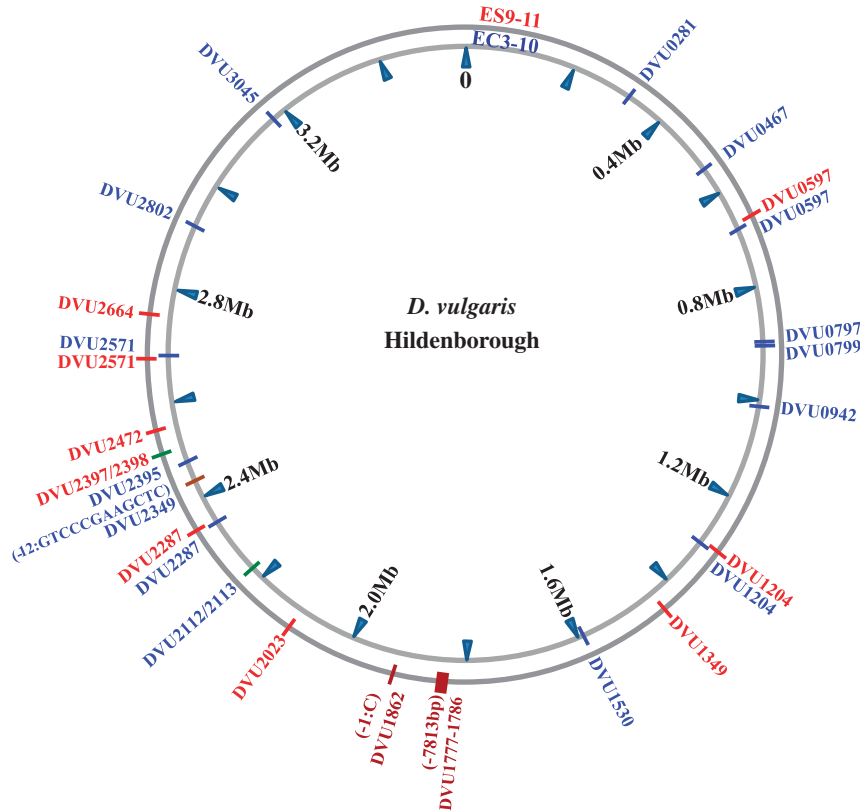 ES9-11
EC3-10
0
DVU0281
0.4Mb
DVU0467
DVU0597
DVU0597
0.8Mb
DVU0797
DVU0799
DVU0942
1.2Mb
DVU1204
DVU1204
DVU1349
1.6Mb
DVU1530
DVU1777-1786
(-7813bp)
DVU1862
(-1:C)
2.0Mb
DVU2023
DVU2112/2113
DVU2287
DVU2287
DVU2349
(-12:GTCCCGAAGCTC)
2.4Mb
DVU2395
DVU2397/2398
DVU2472
DVU2571
DVU2571
DVU2664
2.8Mb
DVU2802
DVU3045
3.2Mb
D. vulgaris
Hildenborough